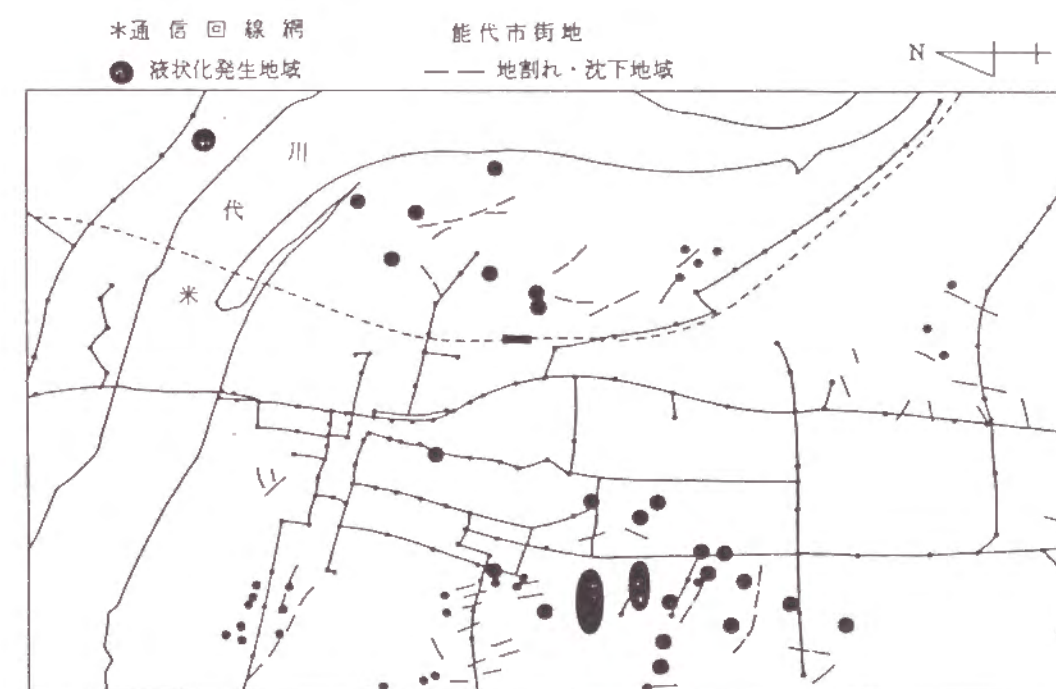 *通信回線網
能代市街地
N
● 液状化発生地域
—— 地割れ・沈下地域
川
代
米